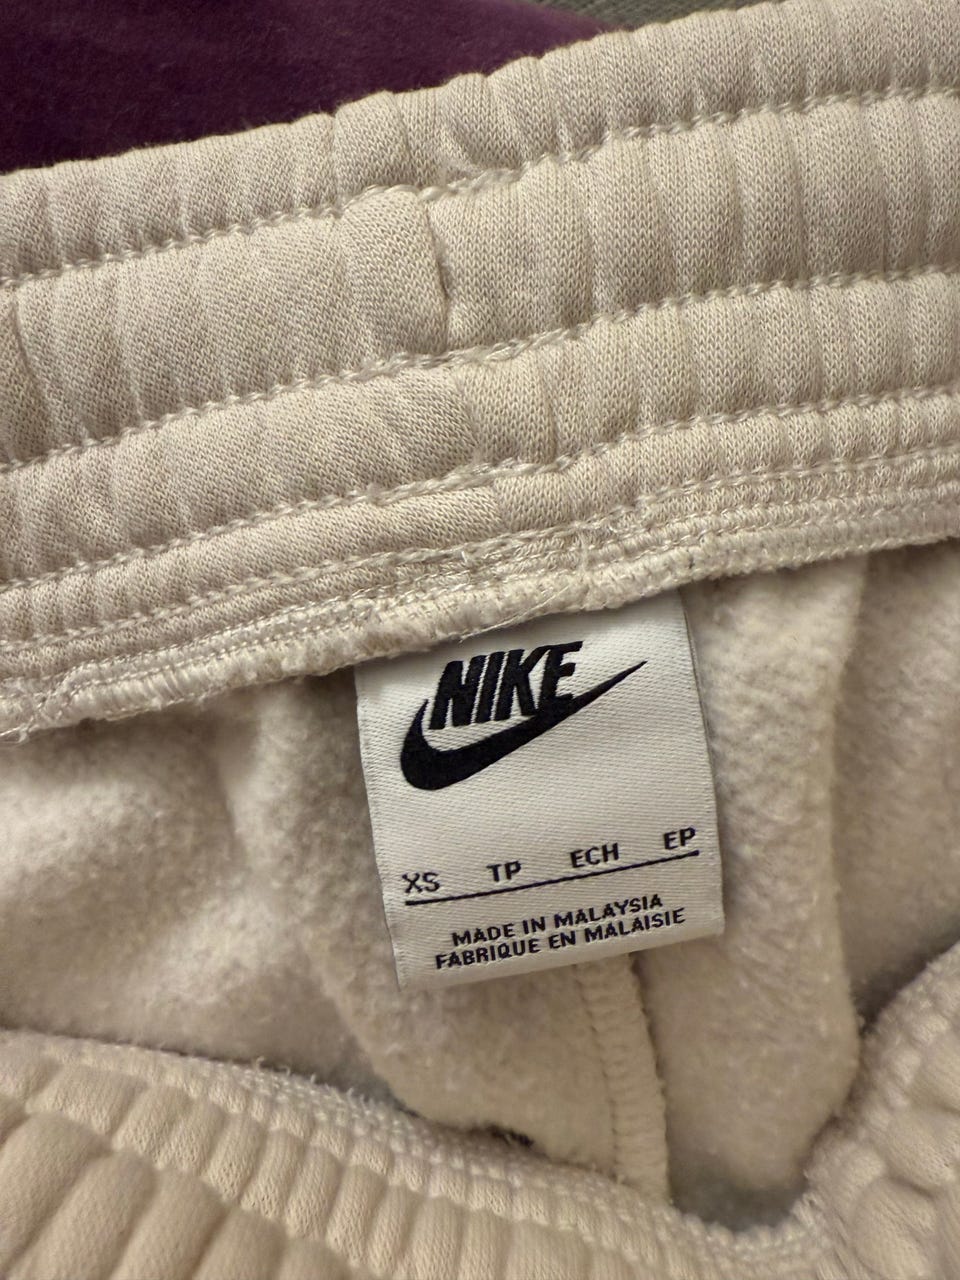 NIKE
XS TP ECH EP
MADE IN MALAYSIA
FABRIQUE EN MALAISIE